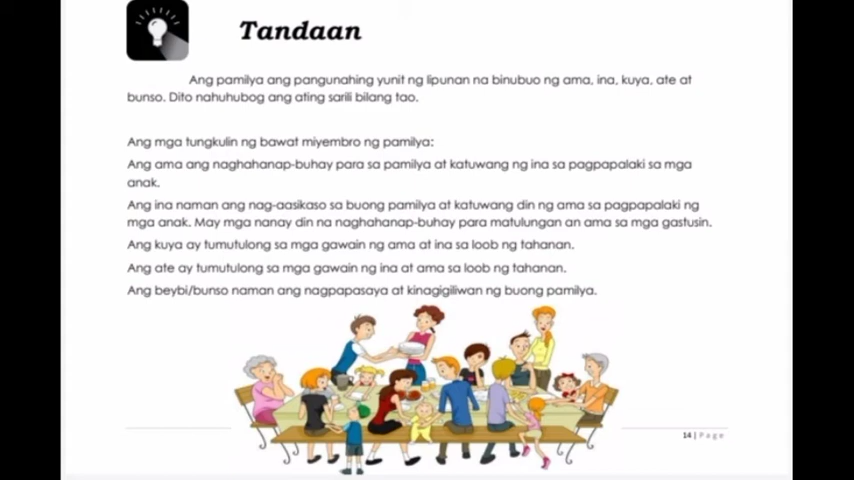 Tandaan
Ang pamilya ang pangunahing yunit ng lipunan na binubuo ng ama, ina, kuya, ate at
bunso. Dito nahuhubog ang ating sarili bilang tao.
Ang mga tungkulin ng bawat miyembro ng pamilya:
Ang ama ang naghahanap-buhay para sa pamilya at katuwang ng ina sa pagpapalaki sa mga
anak.
Ang ina naman ang nag-aasikaso sa buong pamilya at katuwang din ng ama sa pagpapalaki ng
mga anak. May mga nanay din na naghahanap-buhay para matulungan an ama sa mga gastusin.
Ang kuya ay tumutulong sa mga gawain ng ama at ina sa loob ng tahanan.
Ang ate ay tumutulong sa mga gawain ng ina at ama sa loob ng tahanan.
Ang beybi/bunso naman ang nagpapasaya at kinagigiliwan ng buong pamilya.
14 | Page